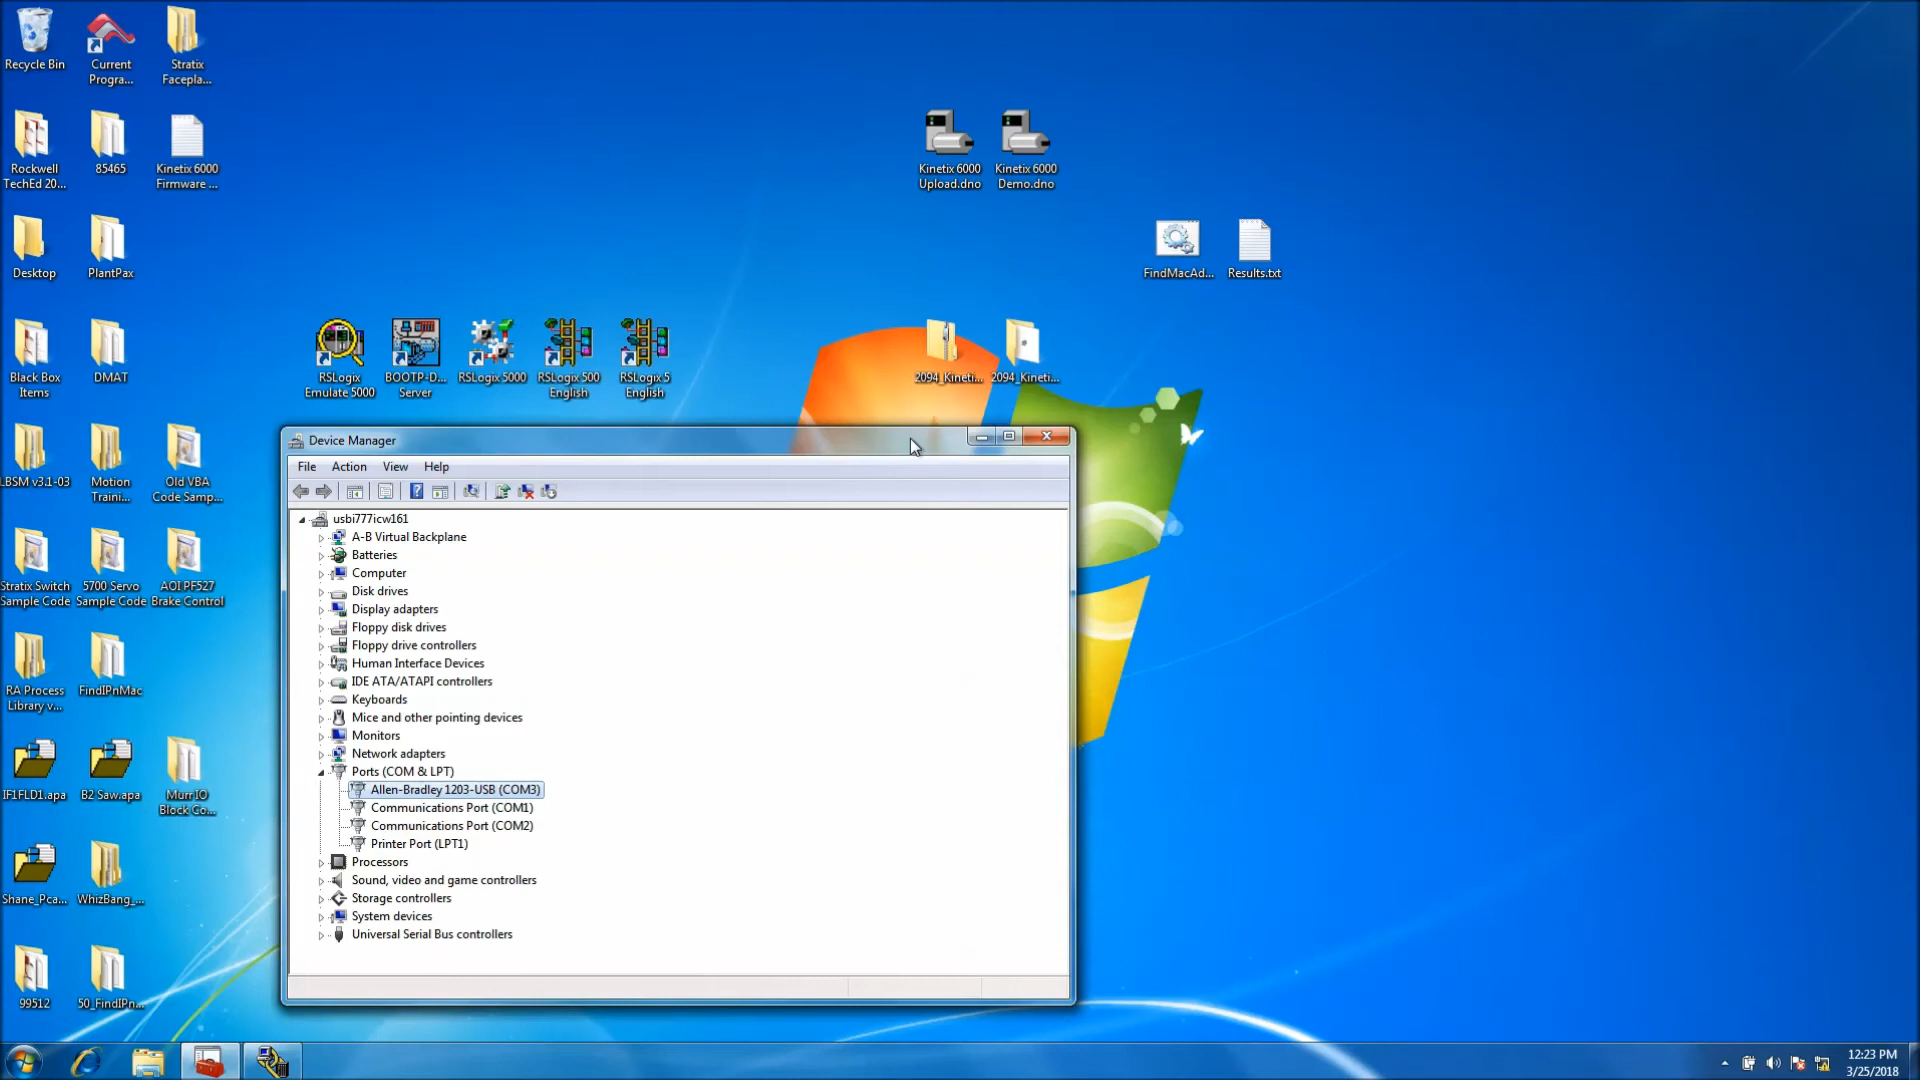 Recycle Bin
Current
Progra...
Stratix
Facepla...
Rockwell
TechEd 20...
85465
Kinetix 6000
Firmware ...
Kinetix 6000
Upload.dno
Kinetix 6000
Demo.dno
Desktop
PlantPax
FindMacAd...
Results.txt
Black Box
Items
DMAT
RSLogix
Emulate 5000
BOOTP-D...
Server
RSLogix 5000
RSLogix 500
English
RSLogix 5
English
2094_Kineti...
2094_Kineti...
LBSM v3.1-03
Motion
Traini...
Old VBA
Code Samp...
Stratix Switch
Sample Code
5700 Servo
Sample Code
AOI PF527
Brake Control
RA Process
Library v...
FindIPnMac
IF1FLD1.apa
B2 Saw.apa
Murr IO
Block Co...
Shane_Pca...
WhizBang_...
99512
50_FindIPn...
Device Manager
File Action View Help
usbi777icw161
A-B Virtual Backplane
Batteries
Computer
Disk drives
Display adapters
Floppy disk drives
Floppy drive controllers
Human Interface Devices
IDE ATA/ATAPI controllers
Keyboards
Mice and other pointing devices
Monitors
Network adapters
Ports (COM & LPT)
Allen-Bradley 1203-USB (COM3)
Communications Port (COM1)
Communications Port (COM2)
Printer Port (LPT1)
Processors
Sound, video and game controllers
Storage controllers
System devices
Universal Serial Bus controllers
12:23 PM
3/25/2018